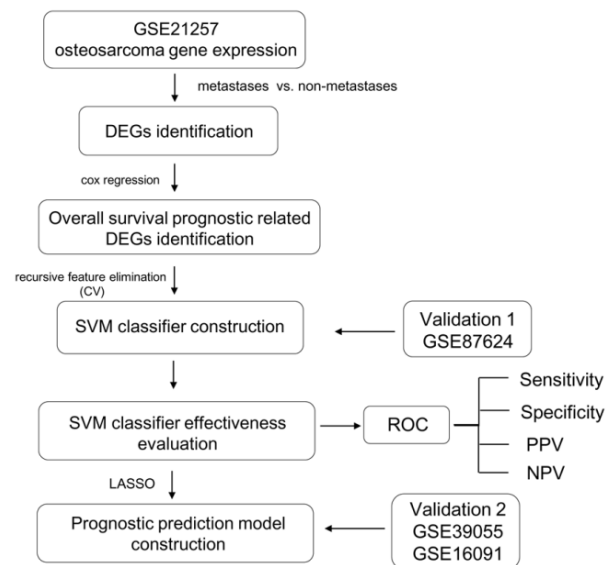 GSE21257
osteosarcoma gene expression
metastases vs. non-metastases
DEGs identification
cox regression
Overall survival prognostic related
DEGs identification
recursive feature elimination
(CV)
SVM classifier construction
Validation 1
GSE87624
SVM classifier effectiveness
evaluation
ROC
Sensitivity
Specificity
PPV
NPV
LASSO
Prognostic prediction model
construction
Validation 2
GSE39055
GSE16091